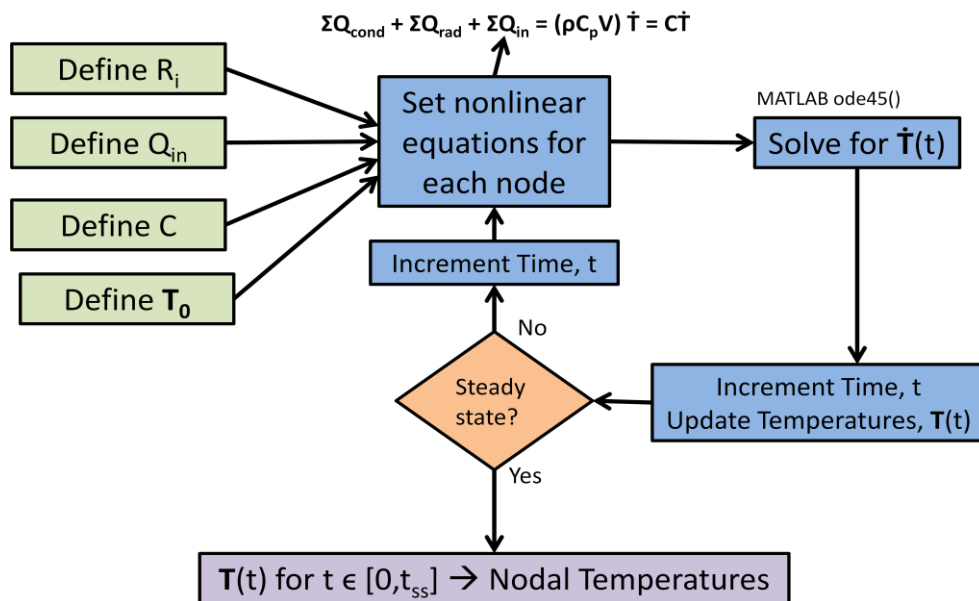 ΣQcond + ΣQrad + ΣQin = (ρCpV) Ṫ = CṪ
Define Ri
Define Qin
Define C
Define T0
Set nonlinear
equations for
each node
MATLAB ode45()
Solve for Ṫ(t)
Increment Time, t
No
Steady
state?
Increment Time, t
Update Temperatures, T(t)
Yes
T(t) for t ϵ [0,tss] → Nodal Temperatures